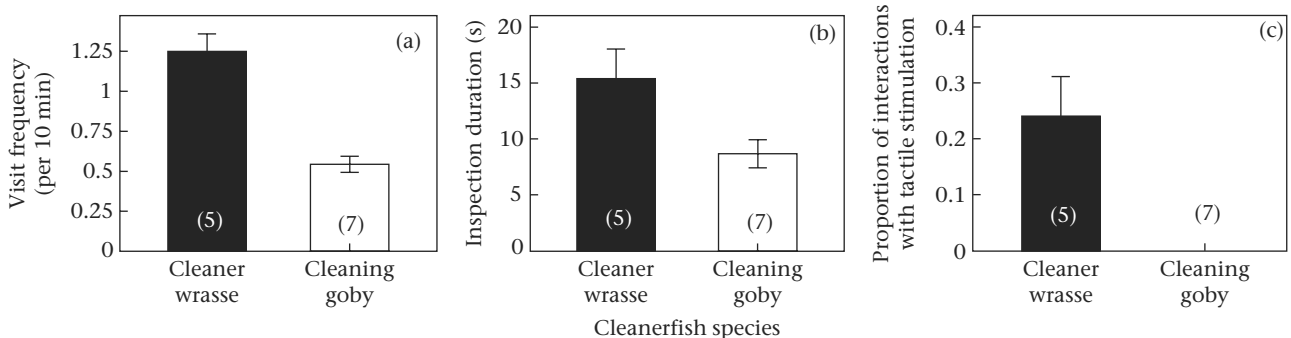 Visit frequency
(per 10 min)
1.25
1
0.75
0.5
0.25
0
(a)
(5)
(7)
Cleaner
wrasse
Cleaning
goby
Inspection duration (s)
20
15
10
5
0
(b)
(5)
(7)
Cleaner
wrasse
Cleaning
goby
Cleanerfish species
Proportion of interactions
with tactile stimulation
0.4
0.3
0.2
0.1
0
(c)
(5)
(7)
Cleaner
wrasse
Cleaning
goby